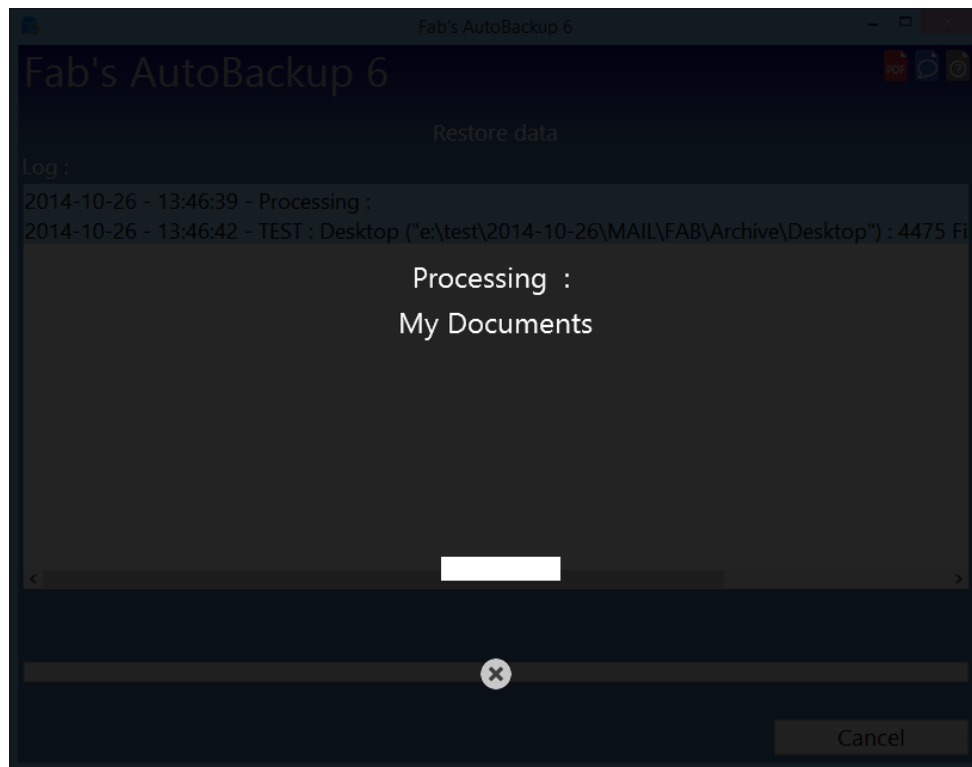 Fab's AutoBackup 6
Fab's AutoBackup 6
PDF
Restore data
Log :
2014-10-26 - 13:46:39 - Processing :
2014-10-26 - 13:46:42 - TEST : Desktop ("e:\test\2014-10-26\MAIL\FAB\Archive\Desktop") : 4475 Fi
Processing :
My Documents
Cancel